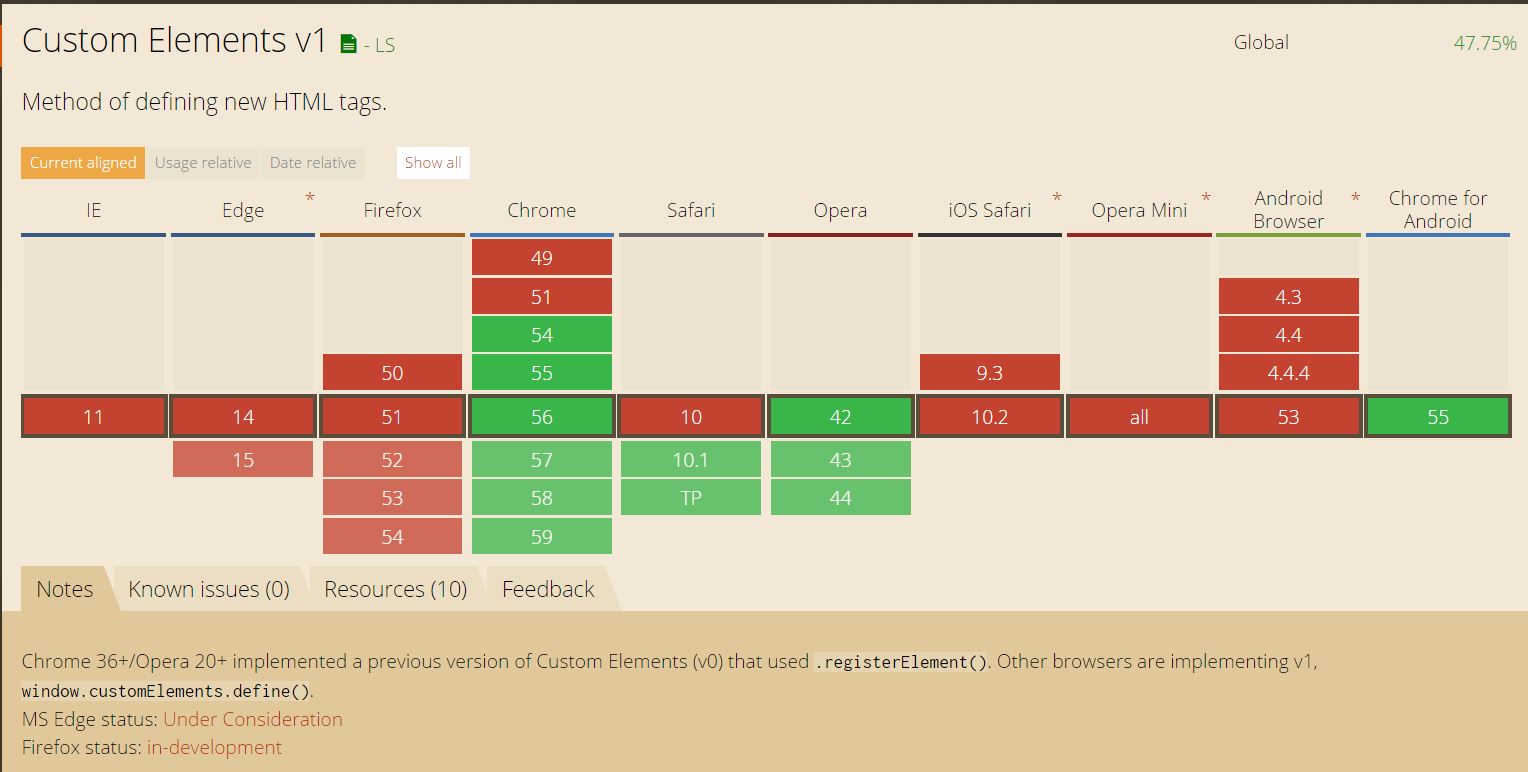 Custom Elements v1 - LS Global 47.75%
Method of defining new HTML tags.
Current aligned Usage relative Date relative Show all
IE Edge * Firefox Chrome Safari Opera iOS Safari * Opera Mini * Android Browser * Chrome for Android
49
51 4.3
54 4.4
50 55 9.3 4.4.4
11 14 51 56 10 42 10.2 all 53 55
15 52 57 10.1 43
53 58 TP 44
54 59
Notes Known issues (0) Resources (10) Feedback
Chrome 36+/Opera 20+ implemented a previous version of Custom Elements (v0) that used .registerElement(). Other browsers are implementing v1,
window.customElements.define().
MS Edge status: Under Consideration
Firefox status: in-development